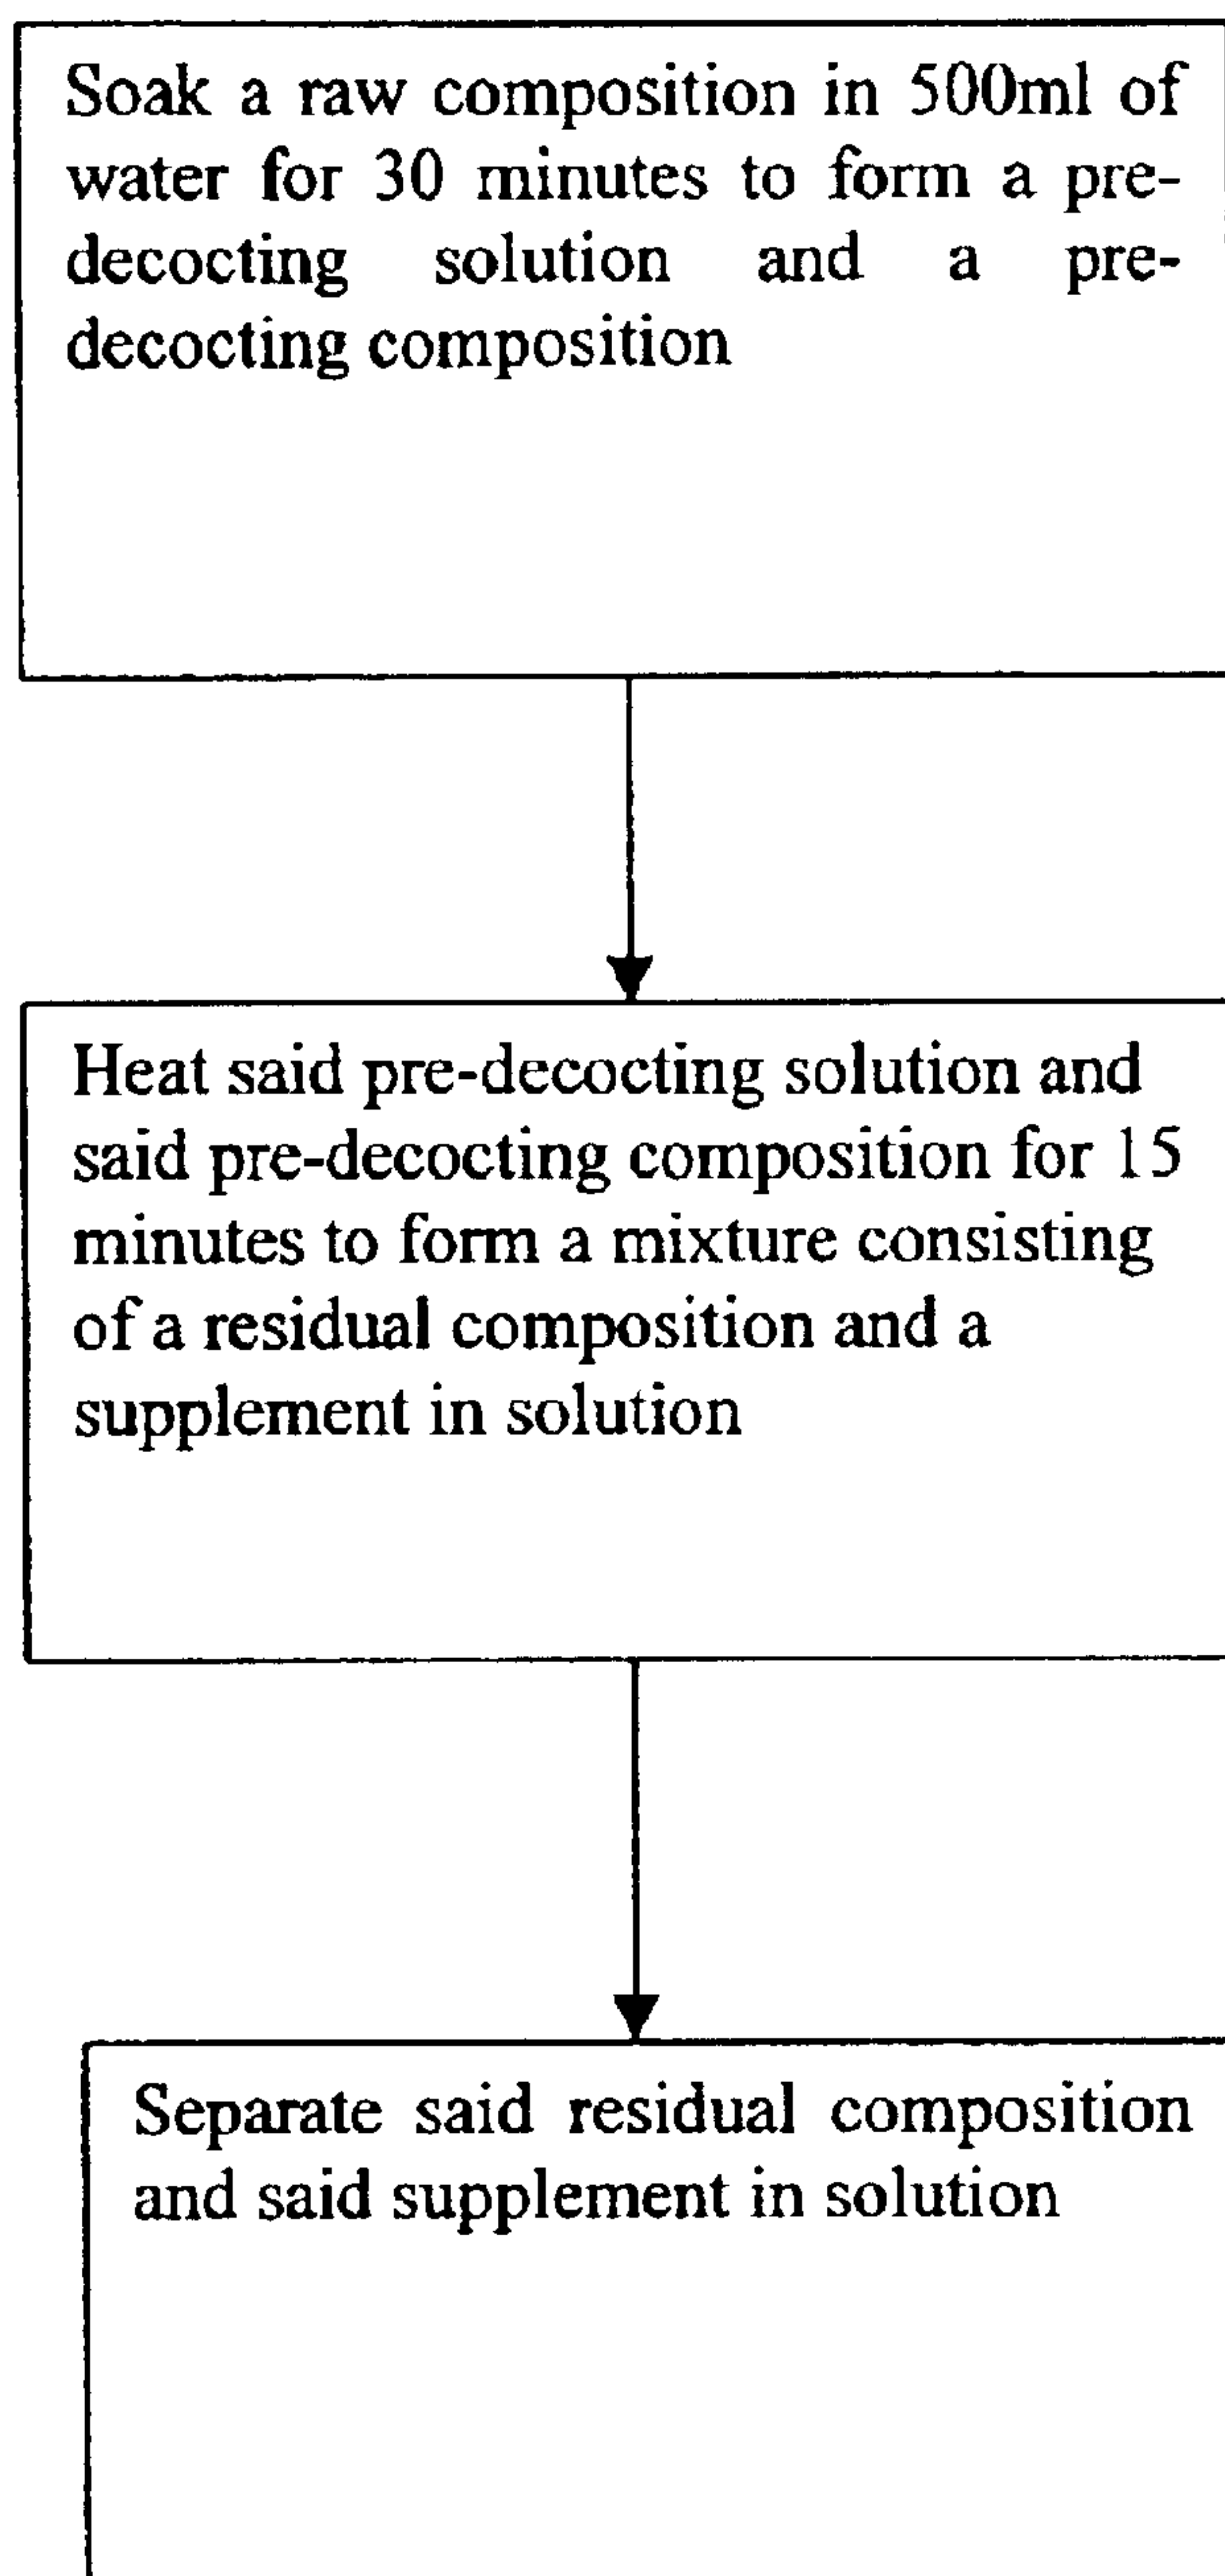 Soak a raw composition in 500ml of
water for 30 minutes to form a pre-
decocting solution and a pre-
decocting composition
Heat said pre-decocting solution and
said pre-decocting composition for 15
minutes to form a mixture consisting
of a residual composition and a
supplement in solution
Separate said residual composition
and said supplement in solution